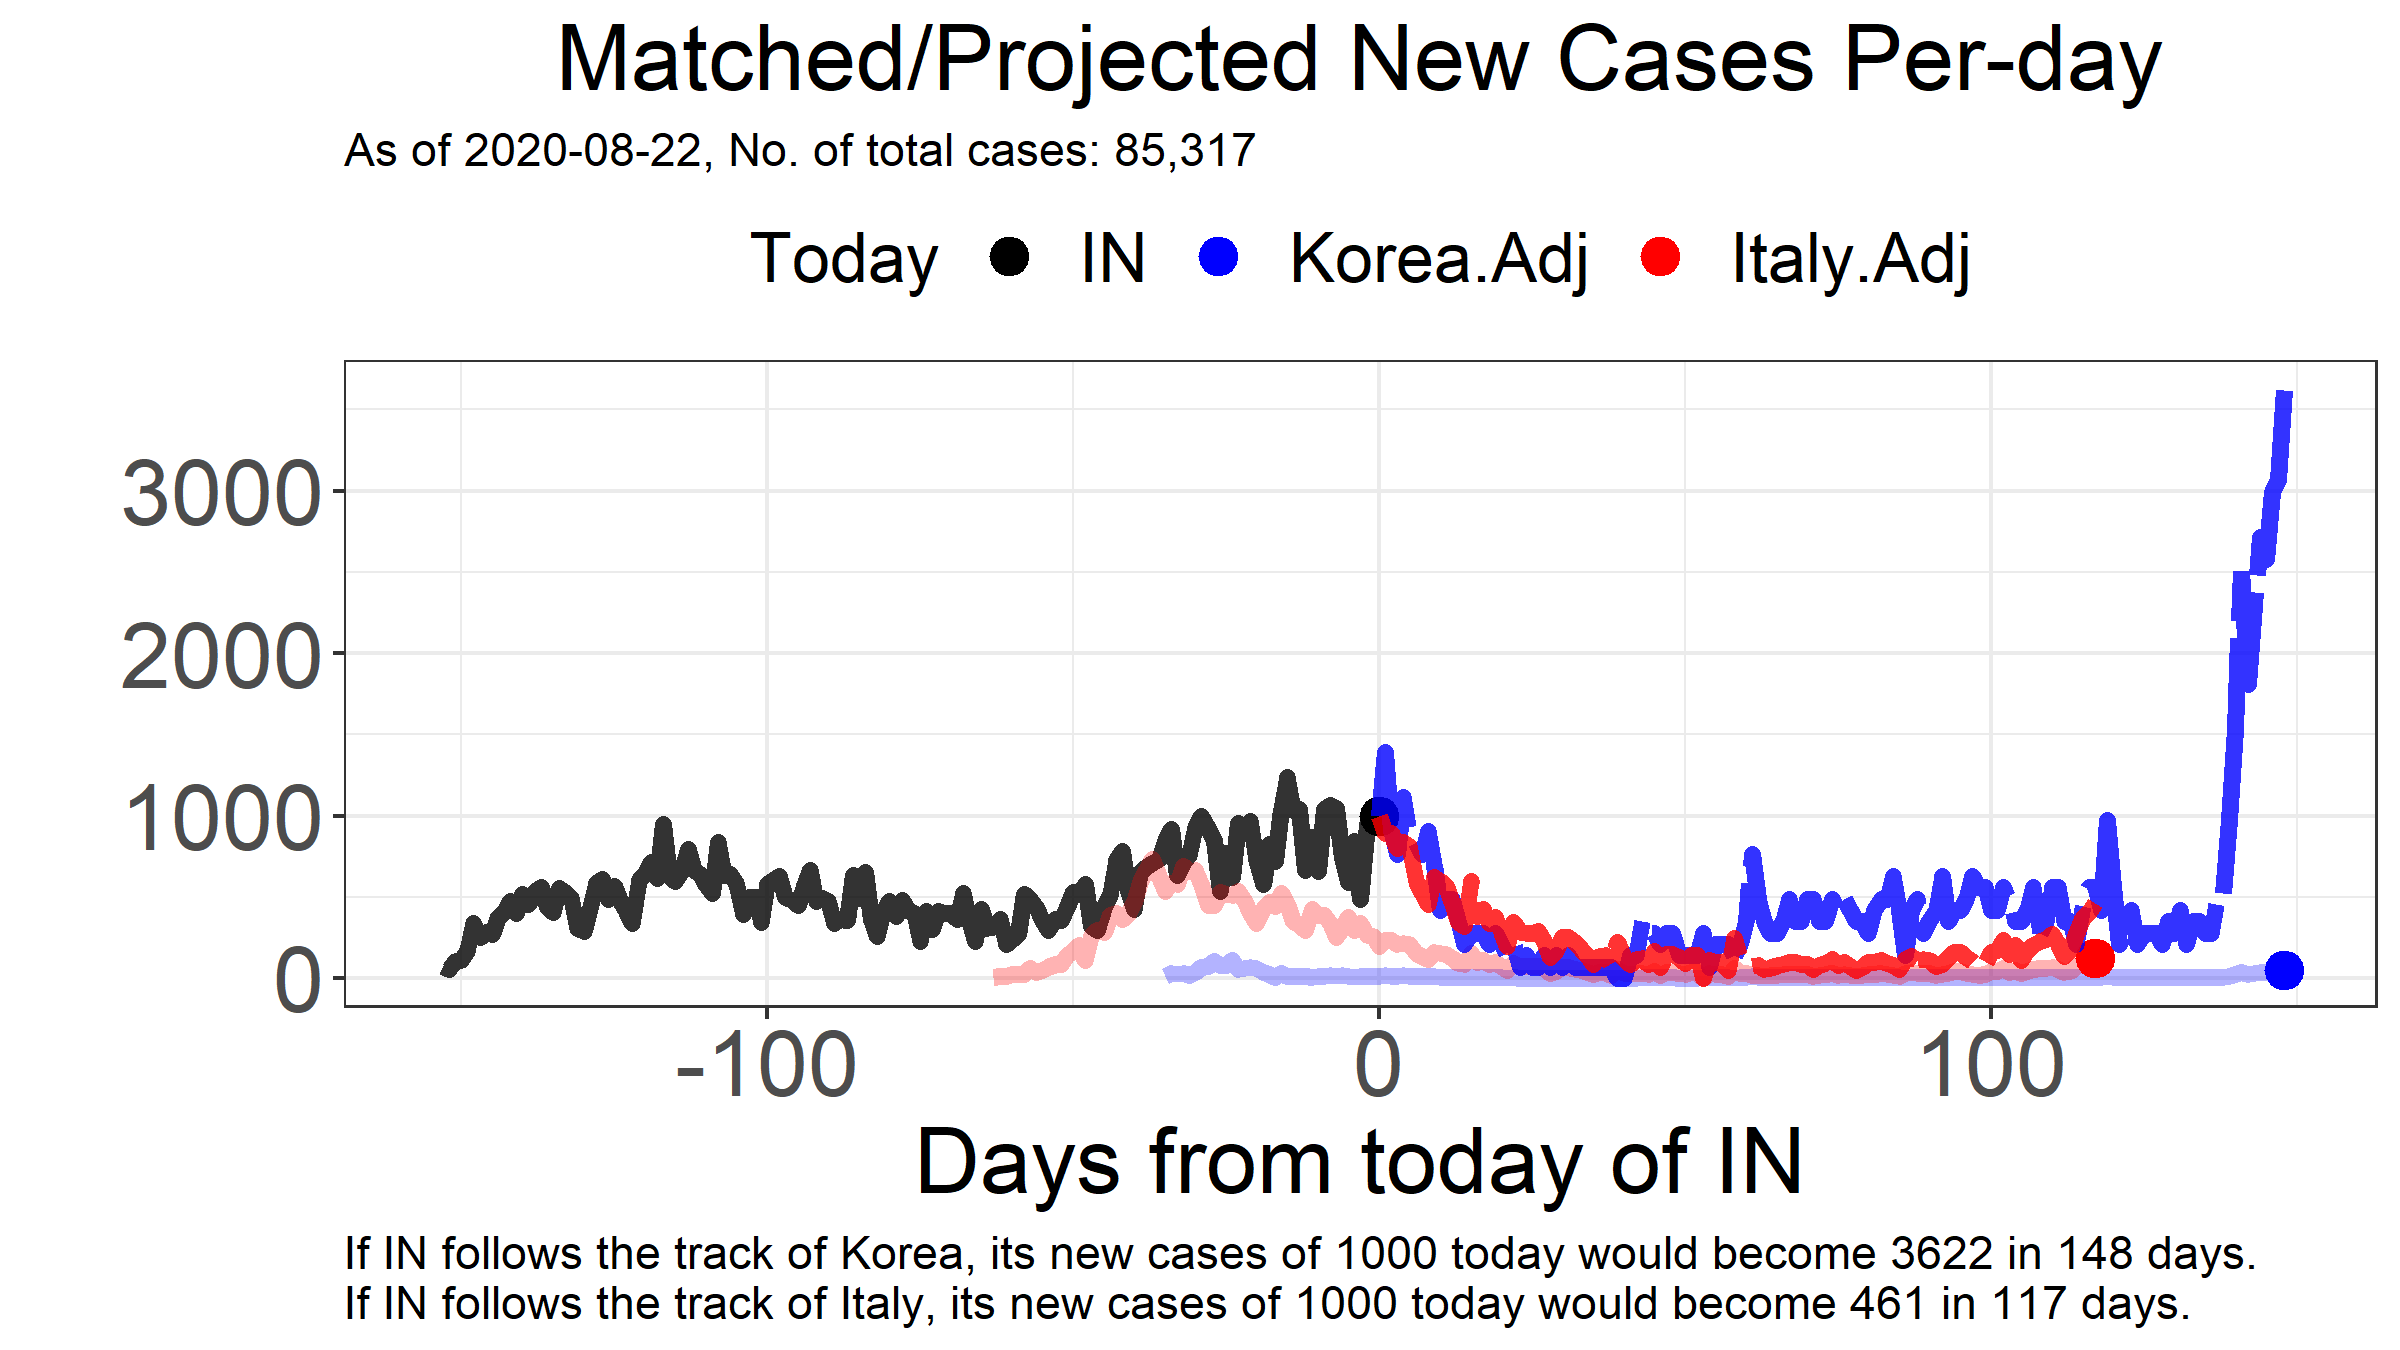 Matched/Projected New Cases Per-day
As of 2020-08-22, No. of total cases: 85,317
Today IN Korea.Adj Italy.Adj
3000
2000
1000
0
-100 0 100
Days from today of IN
If IN follows the track of Korea, its new cases of 1000 today would become 3622 in 148 days.
If IN follows the track of Italy, its new cases of 1000 today would become 461 in 117 days.